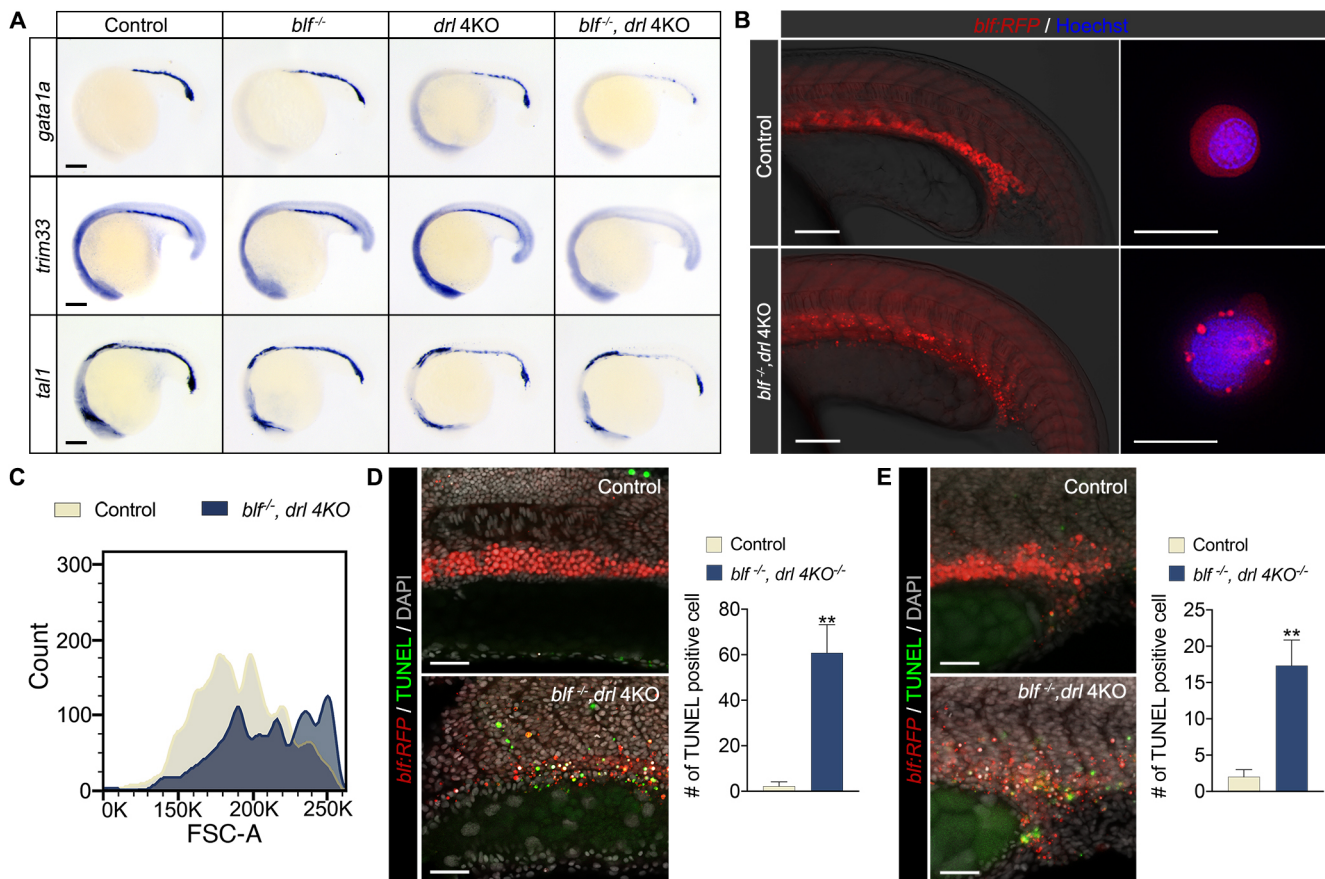 A
Control
blf-/-
drl 4KO
blf-/-, drl 4KO
gata1a
trim33
tal1
B
blf:RFP / Hoechst
Control
blf -/-,drl 4KO
C
Control
blf-/-, drl 4KO
300
200
100
0
Count
0K
150K
200K
250K
FSC-A
D
blf:RFP / TUNEL / DAPI
Control
blf -/-,drl 4KO
Control
blf -/-, drl 4KO-/-
# of TUNEL positive cell
80
60
40
20
0
**
E
blf:RFP / TUNEL / DAPI
Control
blf -/-,drl 4KO
Control
blf -/-, drl 4KO-/-
# of TUNEL positive cell
25
20
15
10
5
0
**